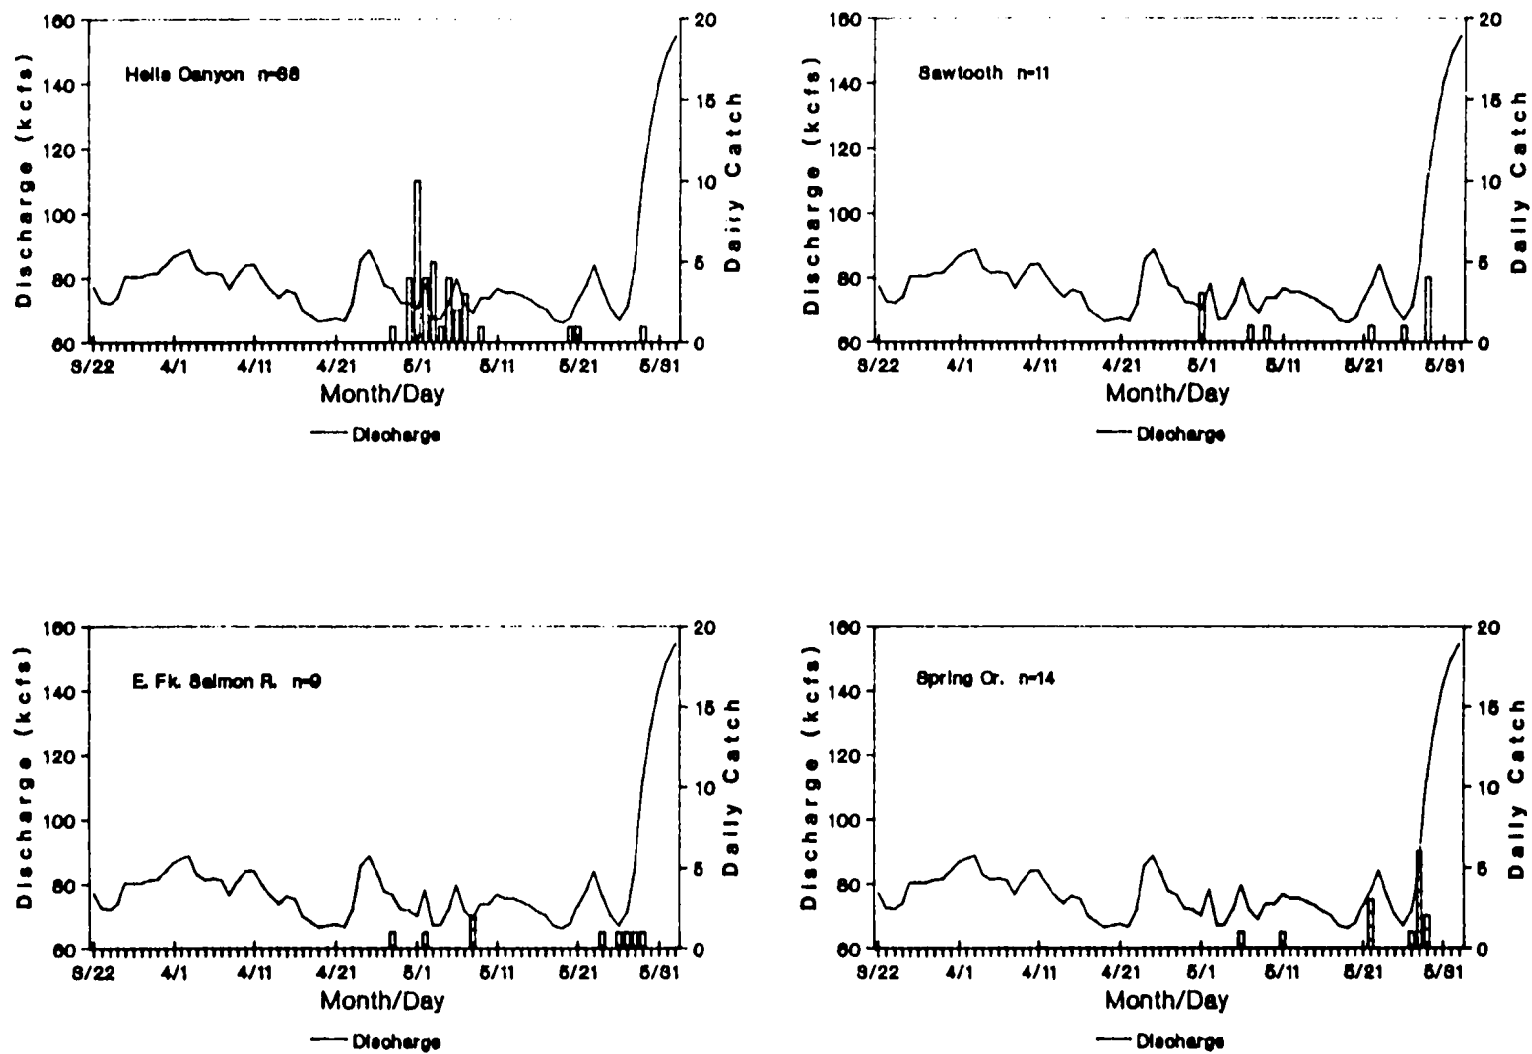 Hells Canyon n=38
Discharge (kcfs)
160
140
120
100
80
60
20
15
10
5
0
Daily Catch
3/22 4/1 4/11 4/21 5/1 5/11 5/21 5/31
Month/Day
Discharge
Sawtooth n=11
Discharge (kcfs)
160
140
120
100
80
60
20
15
10
5
0
Daily Catch
3/22 4/1 4/11 4/21 5/1 5/11 5/21 5/31
Month/Day
Discharge
E. Fk. Salmon R. n=9
Discharge (kcfs)
160
140
120
100
80
60
20
15
10
5
0
Daily Catch
3/22 4/1 4/11 4/21 5/1 5/11 5/21 5/31
Month/Day
Discharge
Spring Cr. n=14
Discharge (kcfs)
160
140
120
100
80
60
20
15
10
5
0
Daily Catch
3/22 4/1 4/11 4/21 5/1 5/11 5/21 5/31
Month/Day
Discharge